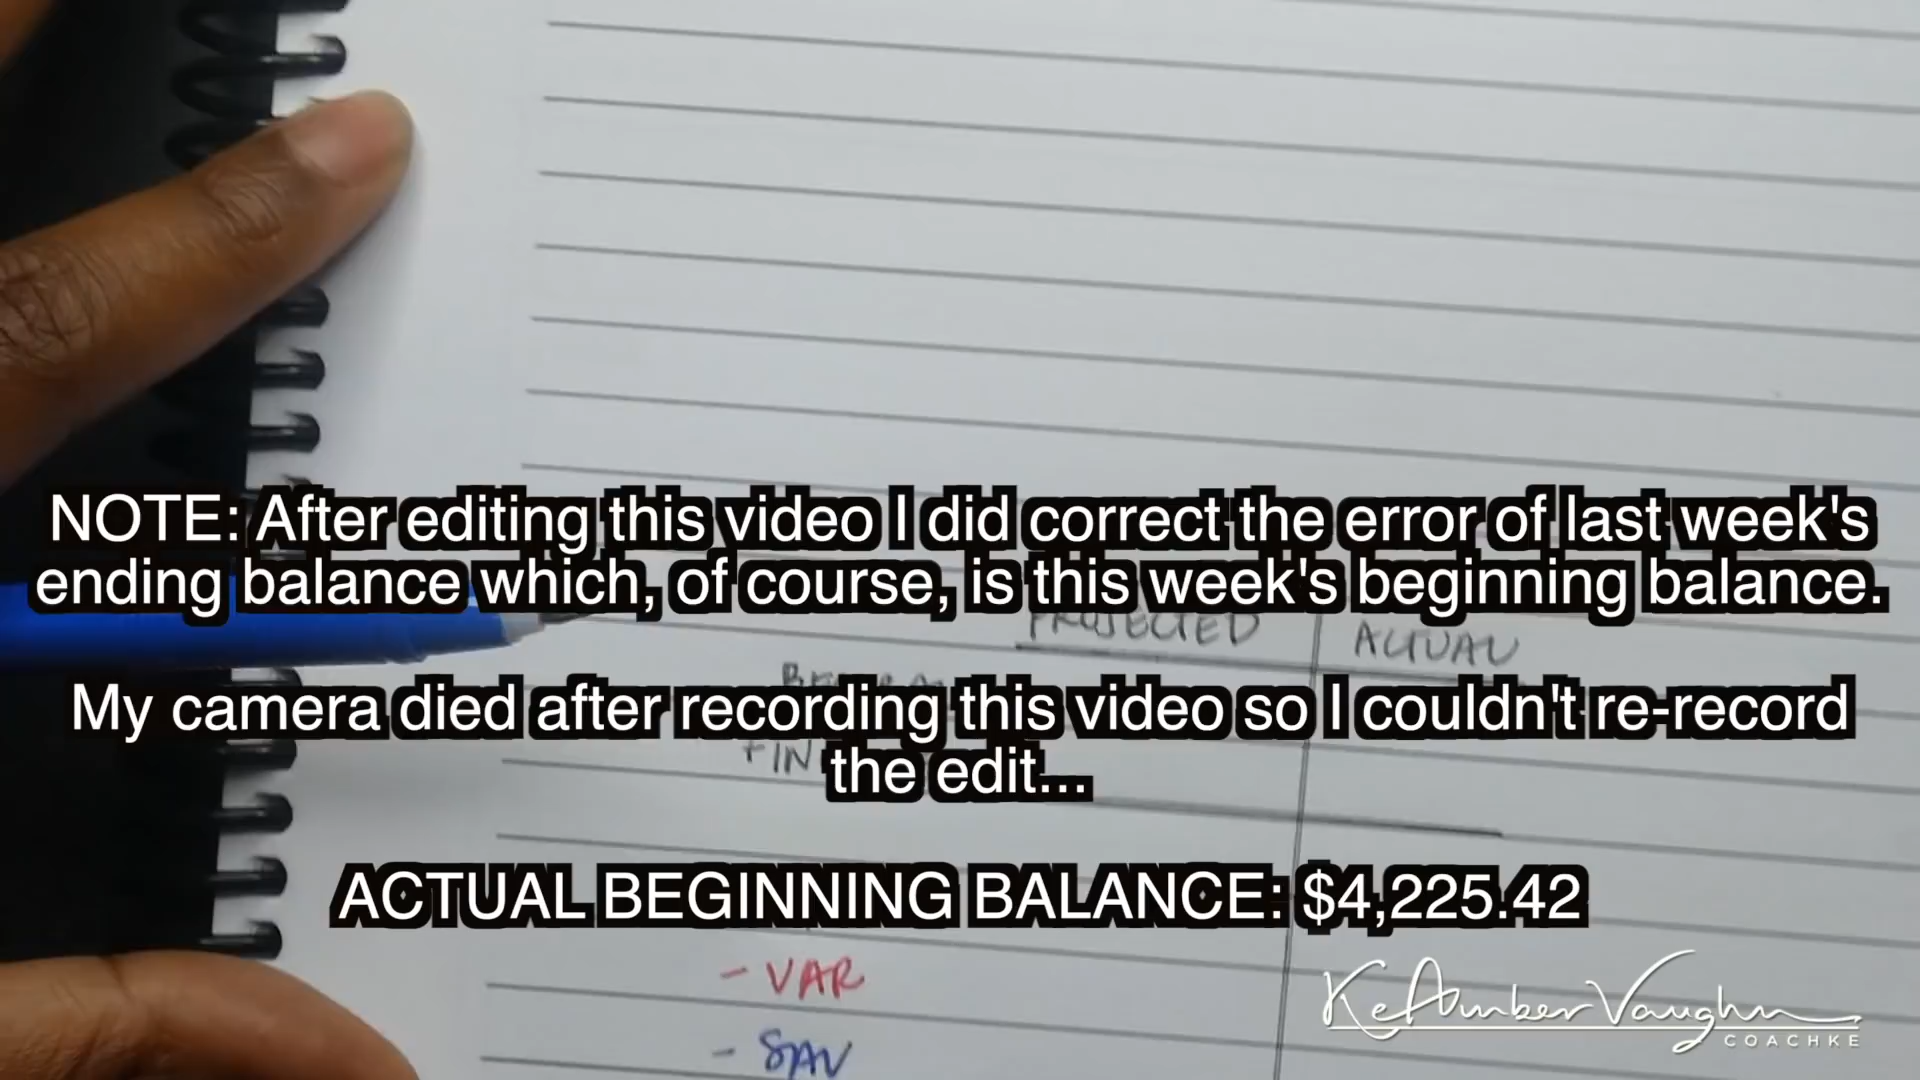 NOTE: After editing this video I did correct the error of last week's
ending balance which, of course, is this week's beginning balance.
PROJECTED ACTUAL
My camera died after recording this video so I couldn't re-record
the edit...
ACTUAL BEGINNING BALANCE: $4,225.42
- VAR
- SAV
KeAmber Vaughn
COACHKE